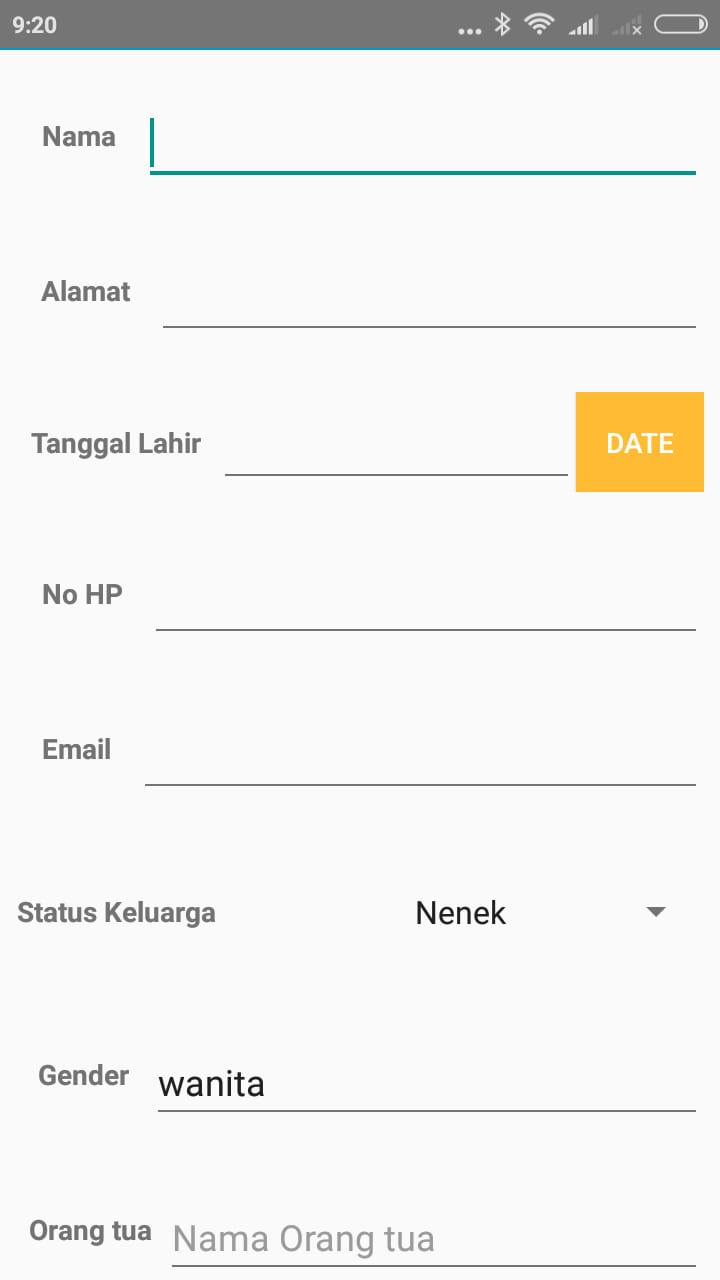 9:20
Nama
Alamat
Tanggal Lahir DATE
No HP
Email
Status Keluarga Nenek
Gender wanita
Orang tua Nama Orang tua